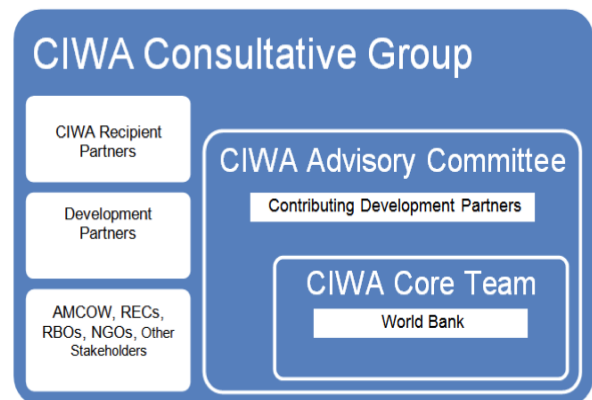 CIWA Consultative Group
CIWA Recipient
Partners
Development
Partners
AMCOW, RECs,
RBOs, NGOs, Other
Stakeholders
CIWA Advisory Committee
Contributing Development Partners
CIWA Core Team
World Bank